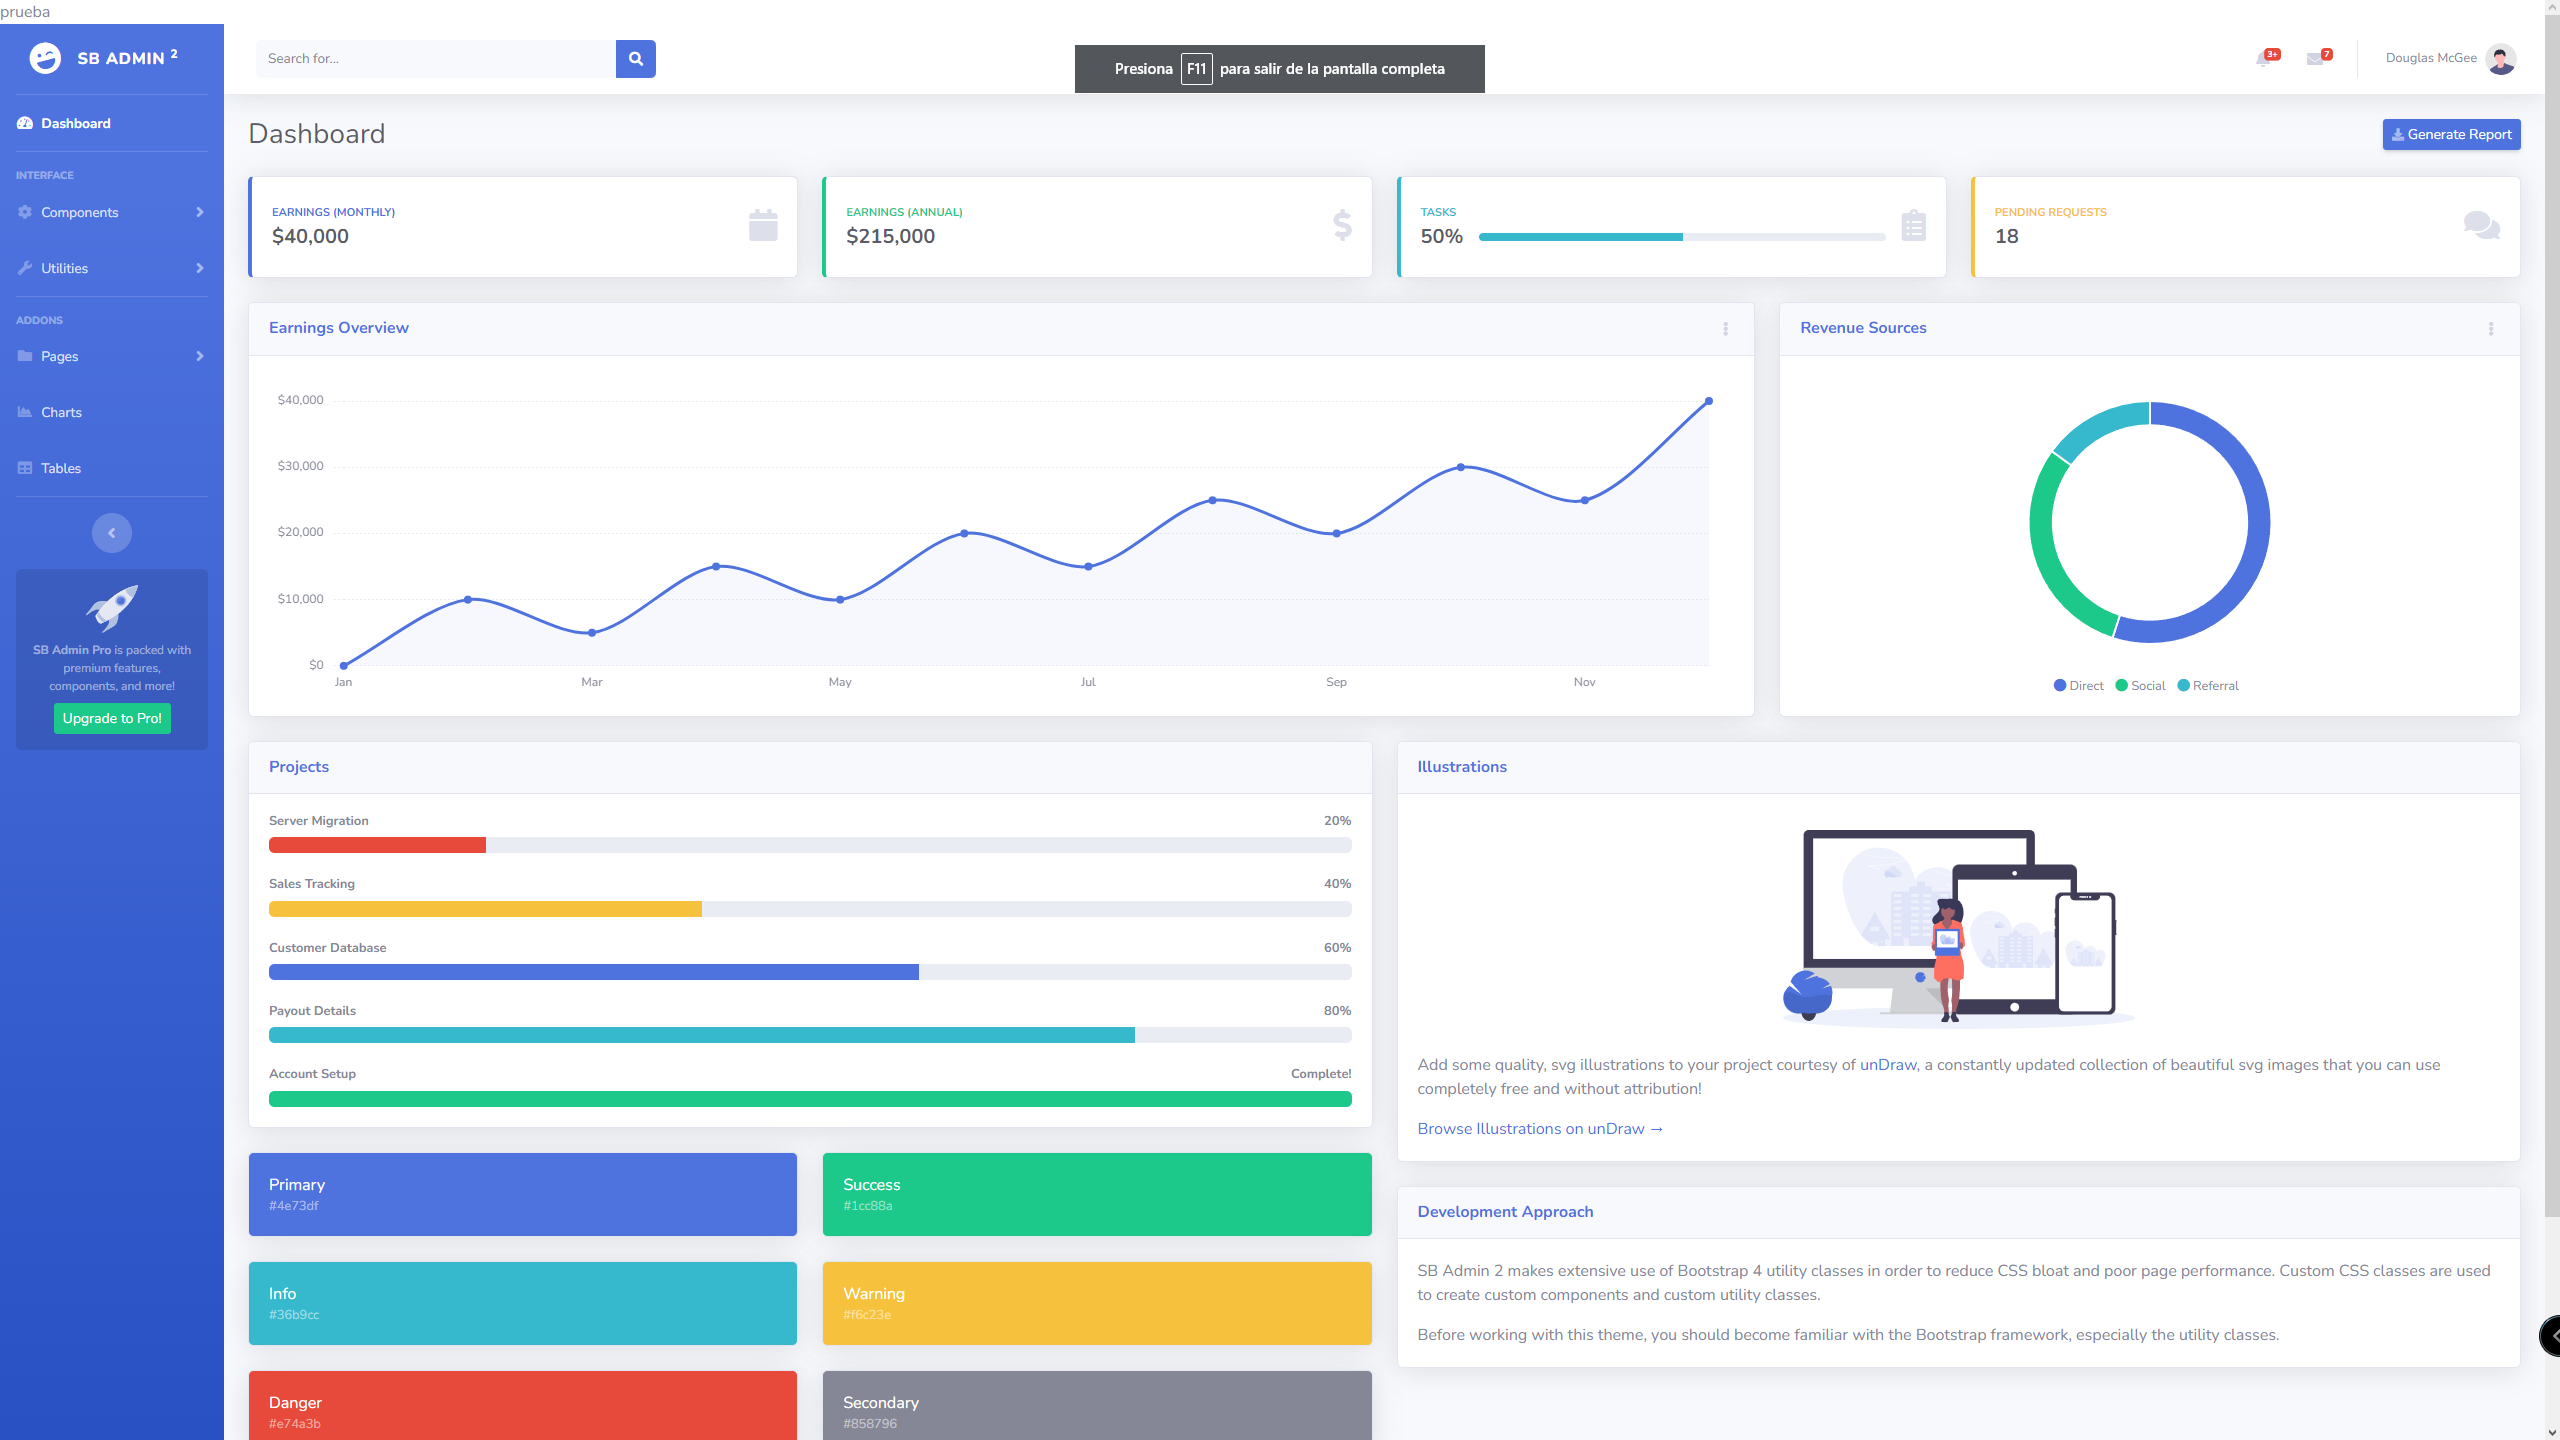 prueba
SB ADMIN 2
Dashboard
INTERFACE
Components
Utilities
ADDONS
Pages
Charts
Tables
SB Admin Pro is packed with
premium features,
components, and more!
Upgrade to Pro!
Search for...
Presiona F11 para salir de la pantalla completa
3+
7
Douglas McGee
Dashboard
Generate Report
EARNINGS (MONTHLY)
$40,000
EARNINGS (ANNUAL)
$215,000
TASKS
50%
PENDING REQUESTS
18
Earnings Overview
$40,000
$30,000
$20,000
$10,000
$0
Jan Mar May Jul Sep Nov
Revenue Sources
Direct Social Referral
Projects
Server Migration 20%
Sales Tracking 40%
Customer Database 60%
Payout Details 80%
Account Setup Complete!
Primary
#4e73df
Success
#1cc88a
Info
#36b9cc
Warning
#f6c23e
Danger
#e74a3b
Secondary
#858796
Illustrations
Add some quality, svg illustrations to your project courtesy of unDraw, a constantly updated collection of beautiful svg images that you can use
completely free and without attribution!
Browse Illustrations on unDraw →
Development Approach
SB Admin 2 makes extensive use of Bootstrap 4 utility classes in order to reduce CSS bloat and poor page performance. Custom CSS classes are used
to create custom components and custom utility classes.
Before working with this theme, you should become familiar with the Bootstrap framework, especially the utility classes.